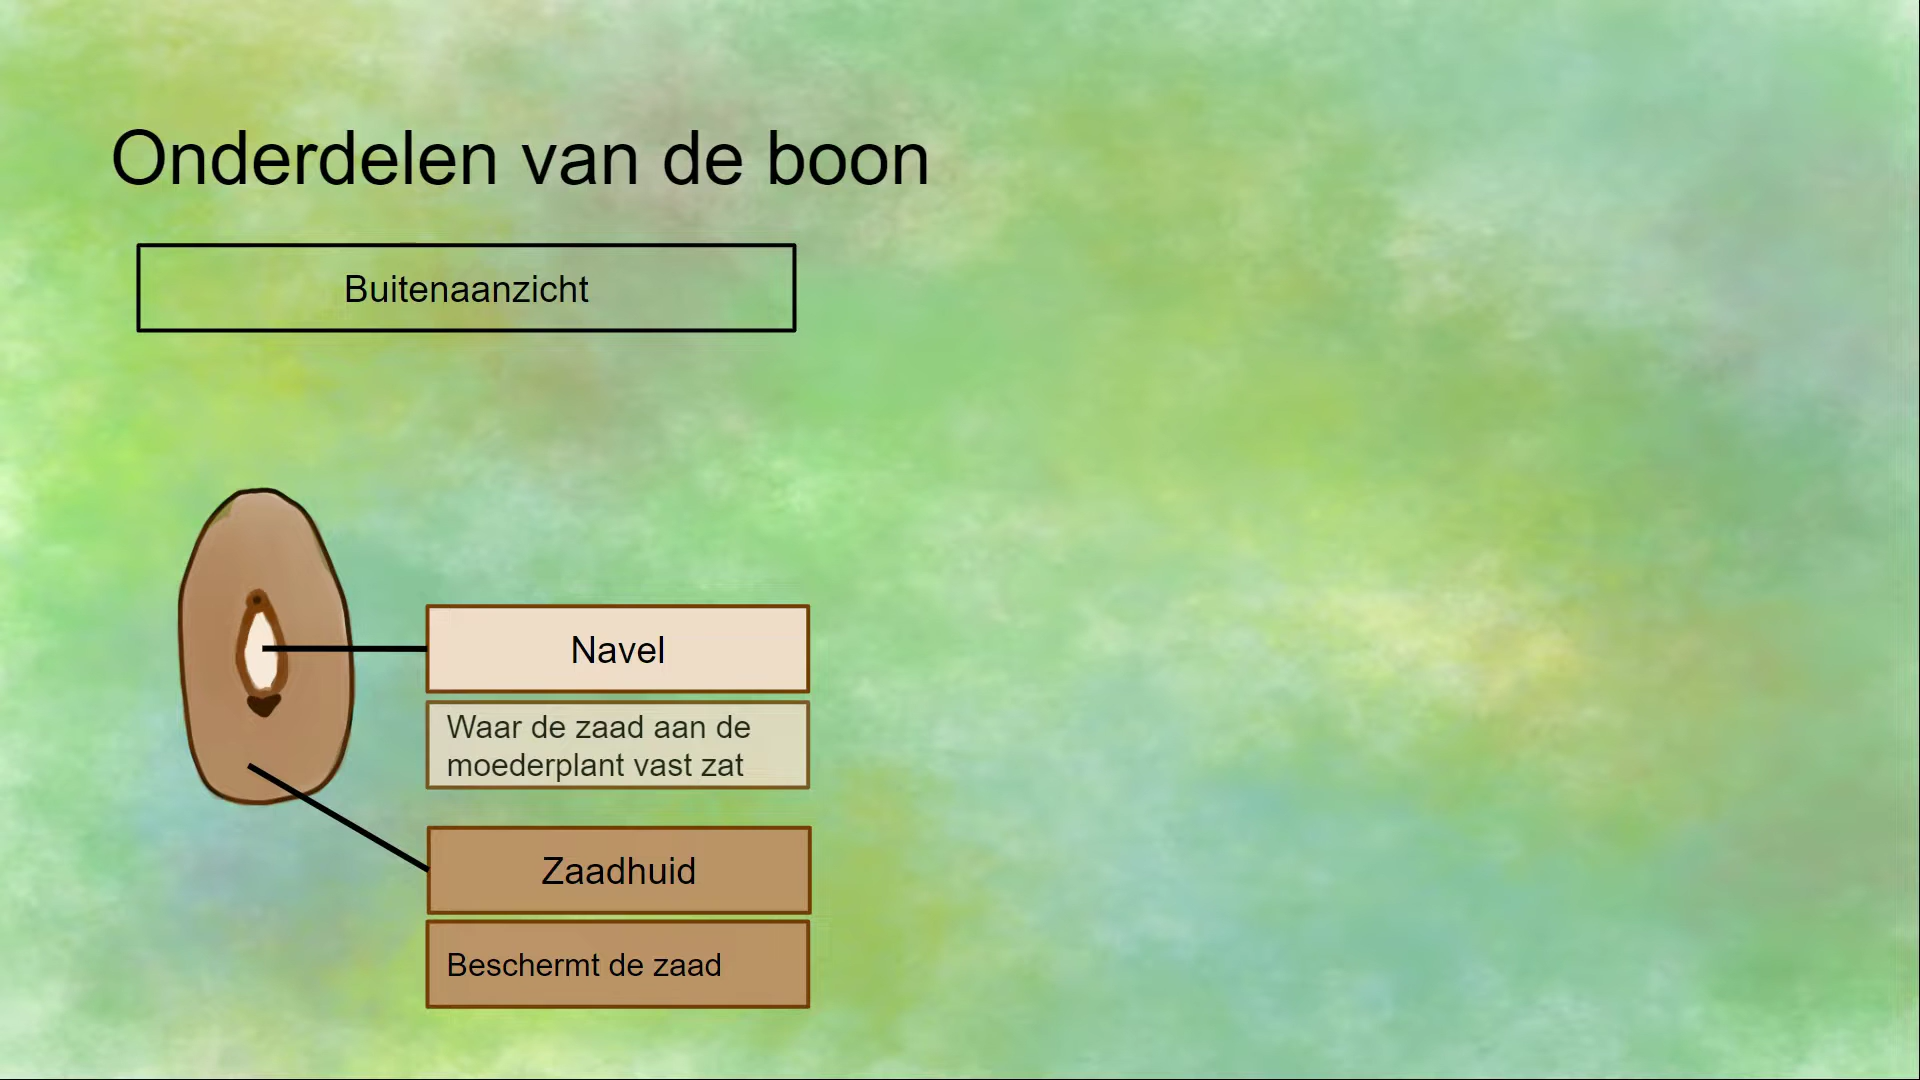 Onderdelen van de boon
Buitenaanzicht
Navel
Waar de zaad aan de
moederplant vast zat
Zaadhuid
Beschermt de zaad